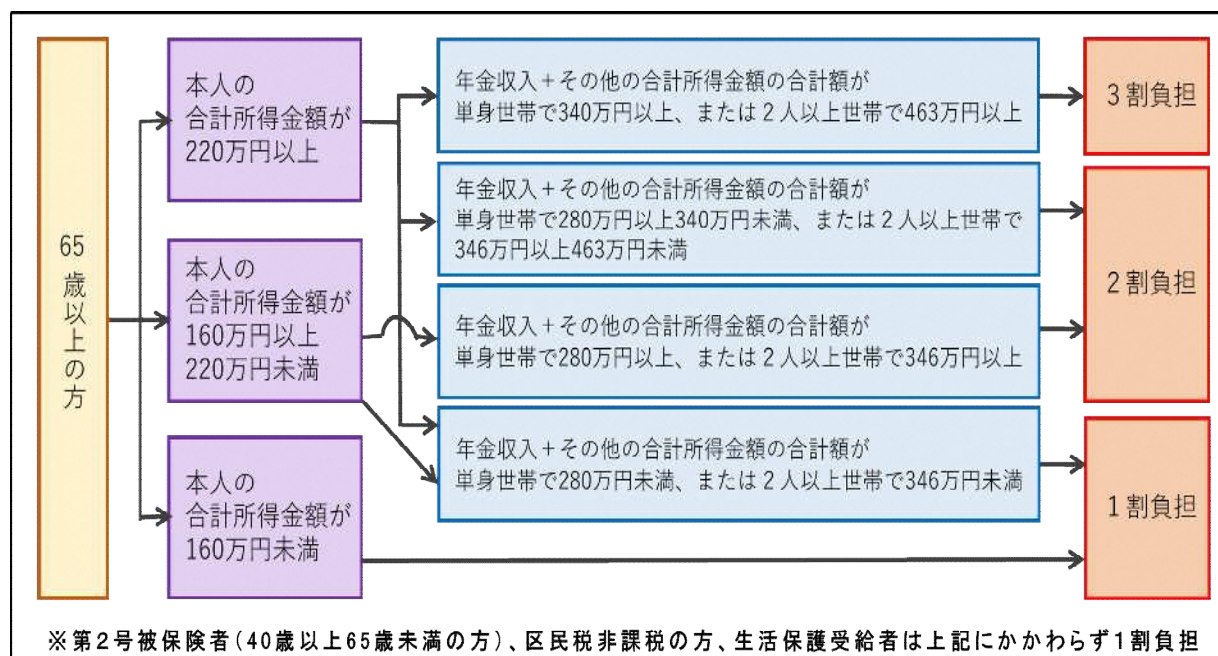 65歳以上の方
本人の
合計所得金額が
220万円以上
本人の
合計所得金額が
160万円以上
220万円未満
本人の
合計所得金額が
160万円未満
年金収入＋その他の合計所得金額の合計額が
単身世帯で340万円以上、または２人以上世帯で463万円以上
年金収入＋その他の合計所得金額の合計額が
単身世帯で280万円以上340万円未満、または２人以上世帯で
346万円以上463万円未満
年金収入＋その他の合計所得金額の合計額が
単身世帯で280万円以上、または２人以上世帯で346万円以上
年金収入＋その他の合計所得金額の合計額が
単身世帯で280万円未満、または２人以上世帯で346万円未満
３割負担
２割負担
１割負担
※第２号被保険者（40歳以上65歳未満の方）、区民税非課税の方、生活保護受給者は上記にかかわらず１割負担